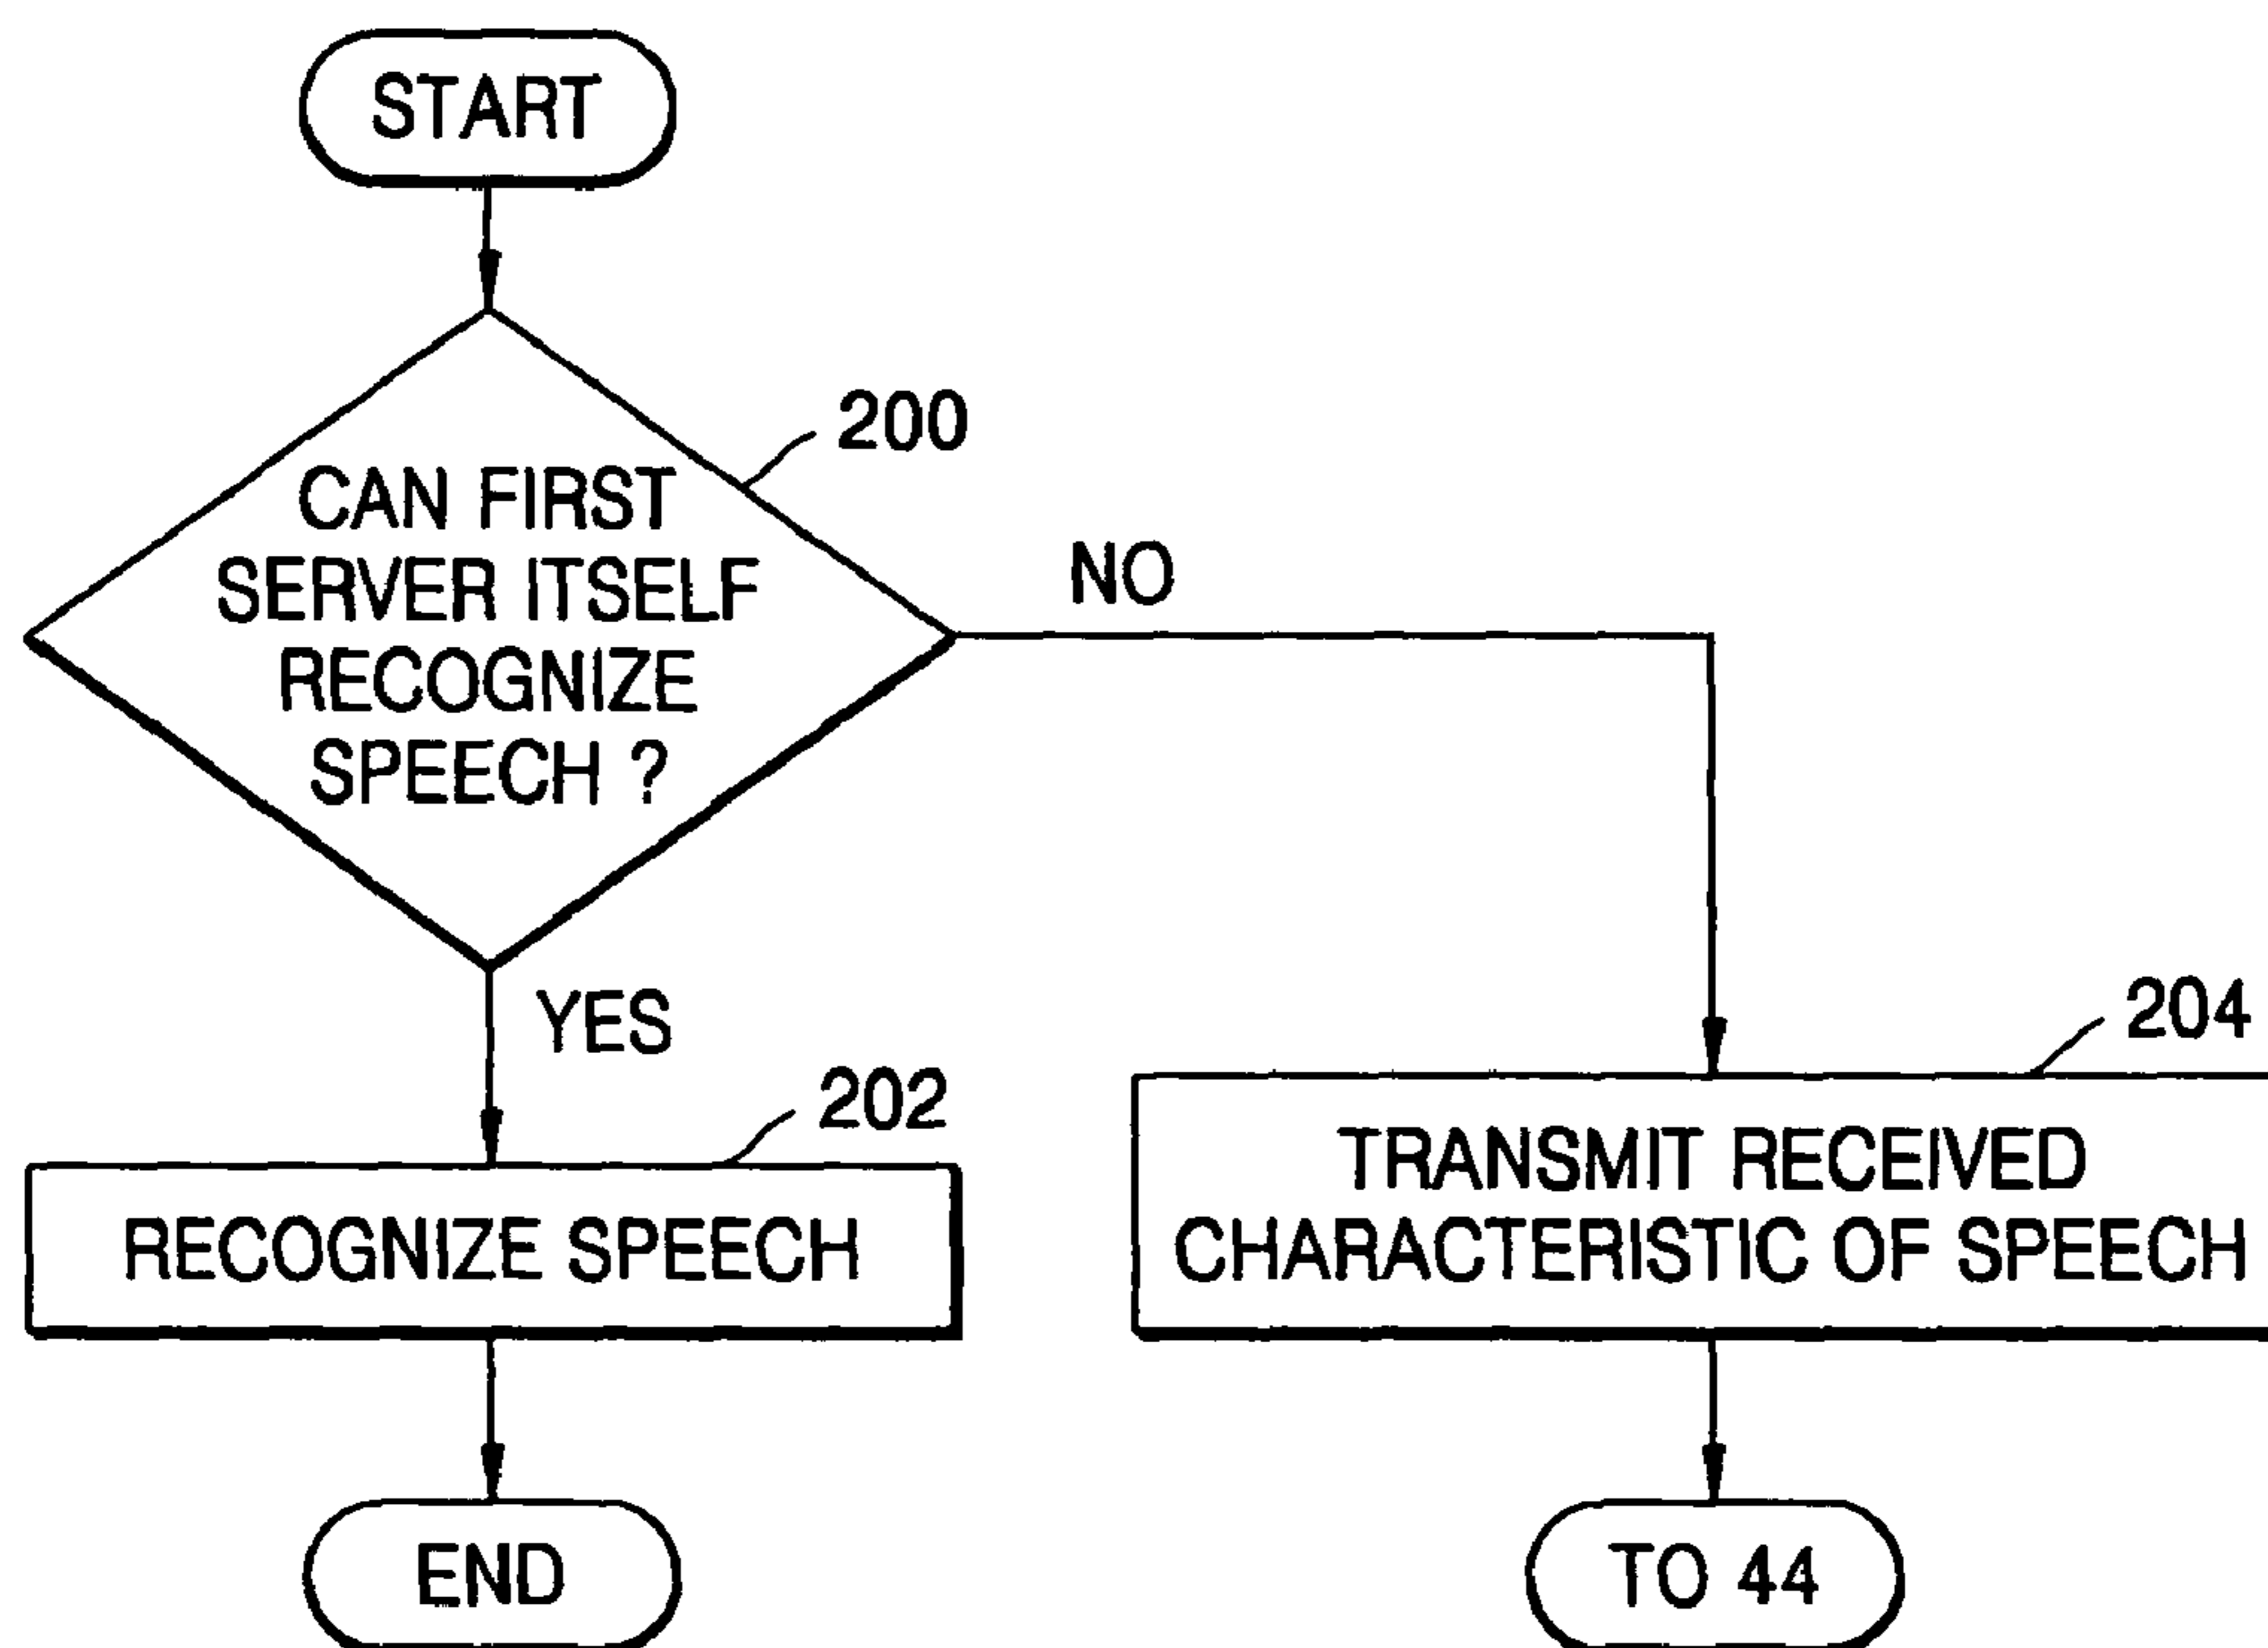 START
200
CAN FIRST
SERVER ITSELF
RECOGNIZE
SPEECH ?
NO
YES
202
RECOGNIZE SPEECH
END
204
TRANSMIT RECEIVED
CHARACTERISTIC OF SPEECH
TO 44